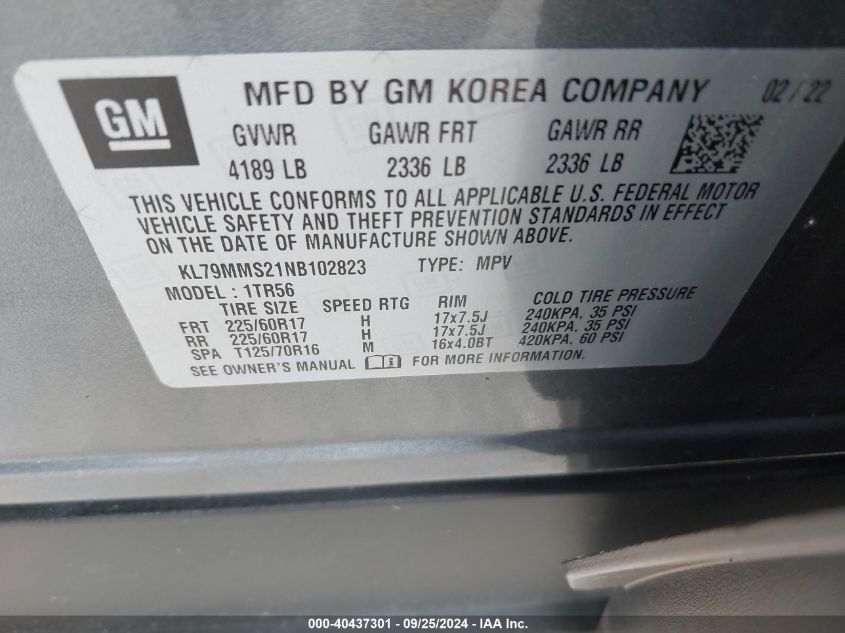 GM
MFD BY GM KOREA COMPANY 02/22
GVWR GAWR FRT GAWR RR
4189 LB 2336 LB 2336 LB
THIS VEHICLE CONFORMS TO ALL APPLICABLE U.S. FEDERAL MOTOR
VEHICLE SAFETY AND THEFT PREVENTION STANDARDS IN EFFECT
ON THE DATE OF MANUFACTURE SHOWN ABOVE.
KL79MMS21NB102823 TYPE: MPV
MODEL: 1TR56
TIRE SIZE SPEED RTG RIM COLD TIRE PRESSURE
FRT 225/60R17 H 17x7.5J 240KPA, 35 PSI
RR 225/60R17 H 17x7.5J 240KPA, 35 PSI
SPA T125/70R16 M 16x4.0BT 420KPA, 60 PSI
SEE OWNER'S MANUAL FOR MORE INFORMATION.
000-40437301 - 09/25/2024 - IAA Inc.